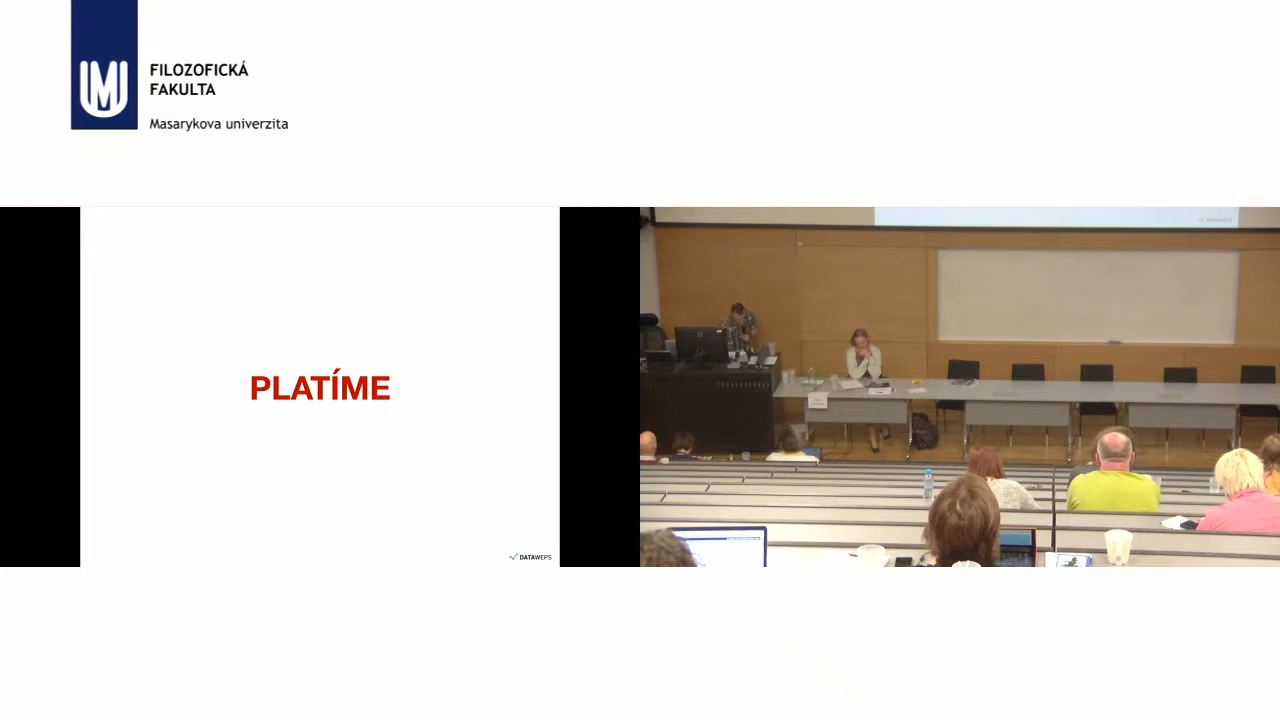 FILOZOFICKÁ
FAKULTA
Masarykova univerzita
PLATÍME
DATAWEPS